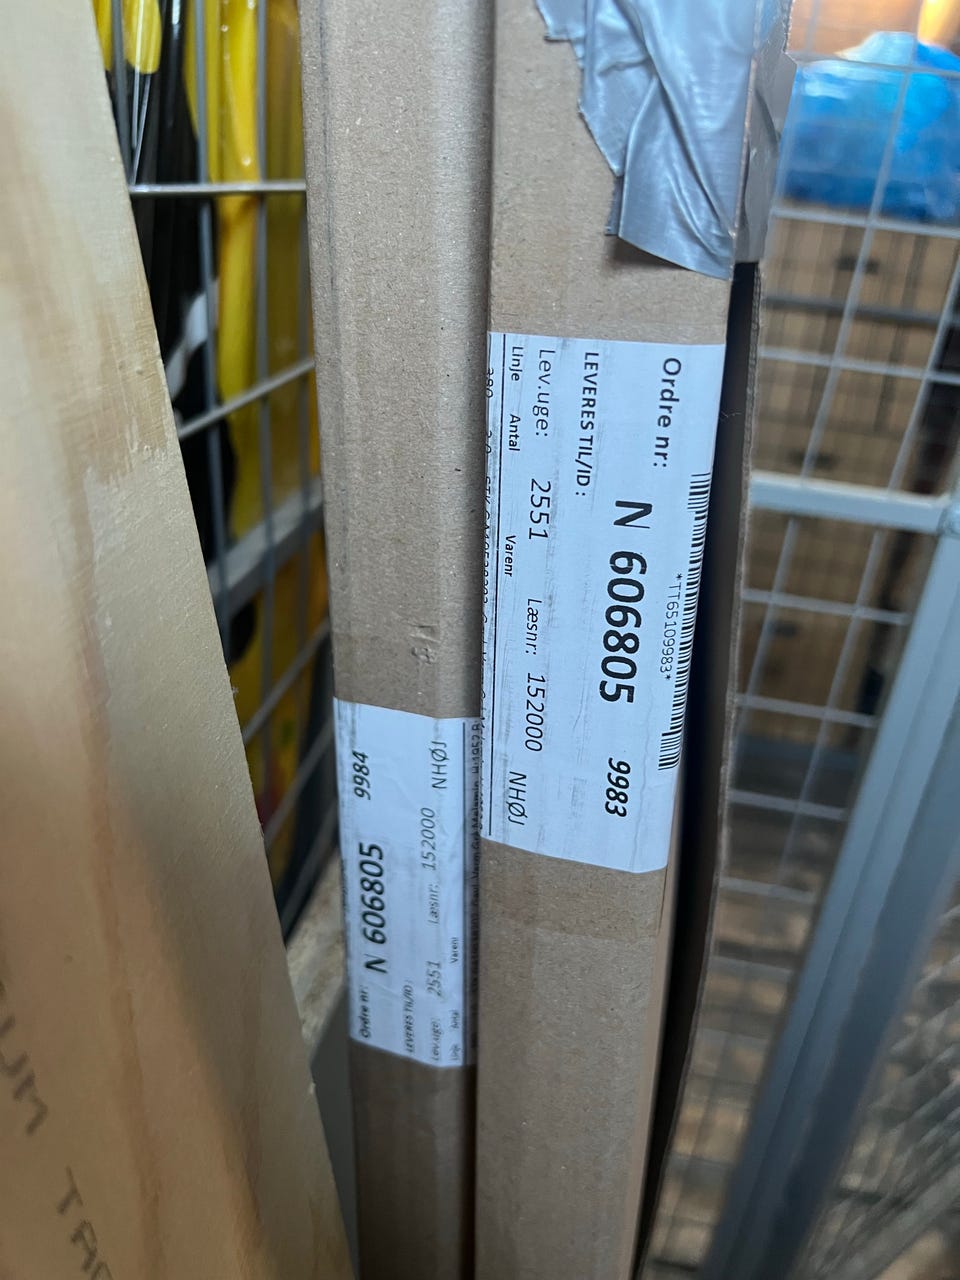 *TT65109983*
Ordre nr: N 606805 9983
LEVERES TIL/ID :
Lev.uge: 2551 Læsnr: 152000 NHØJ
Linje Antal Varenr
Ordre nr: N 606805 9984
LEVERES TIL/ID:
Lev.uge: 2551 Læsnr: 152000 NHØJ
Linje Antal Varenr